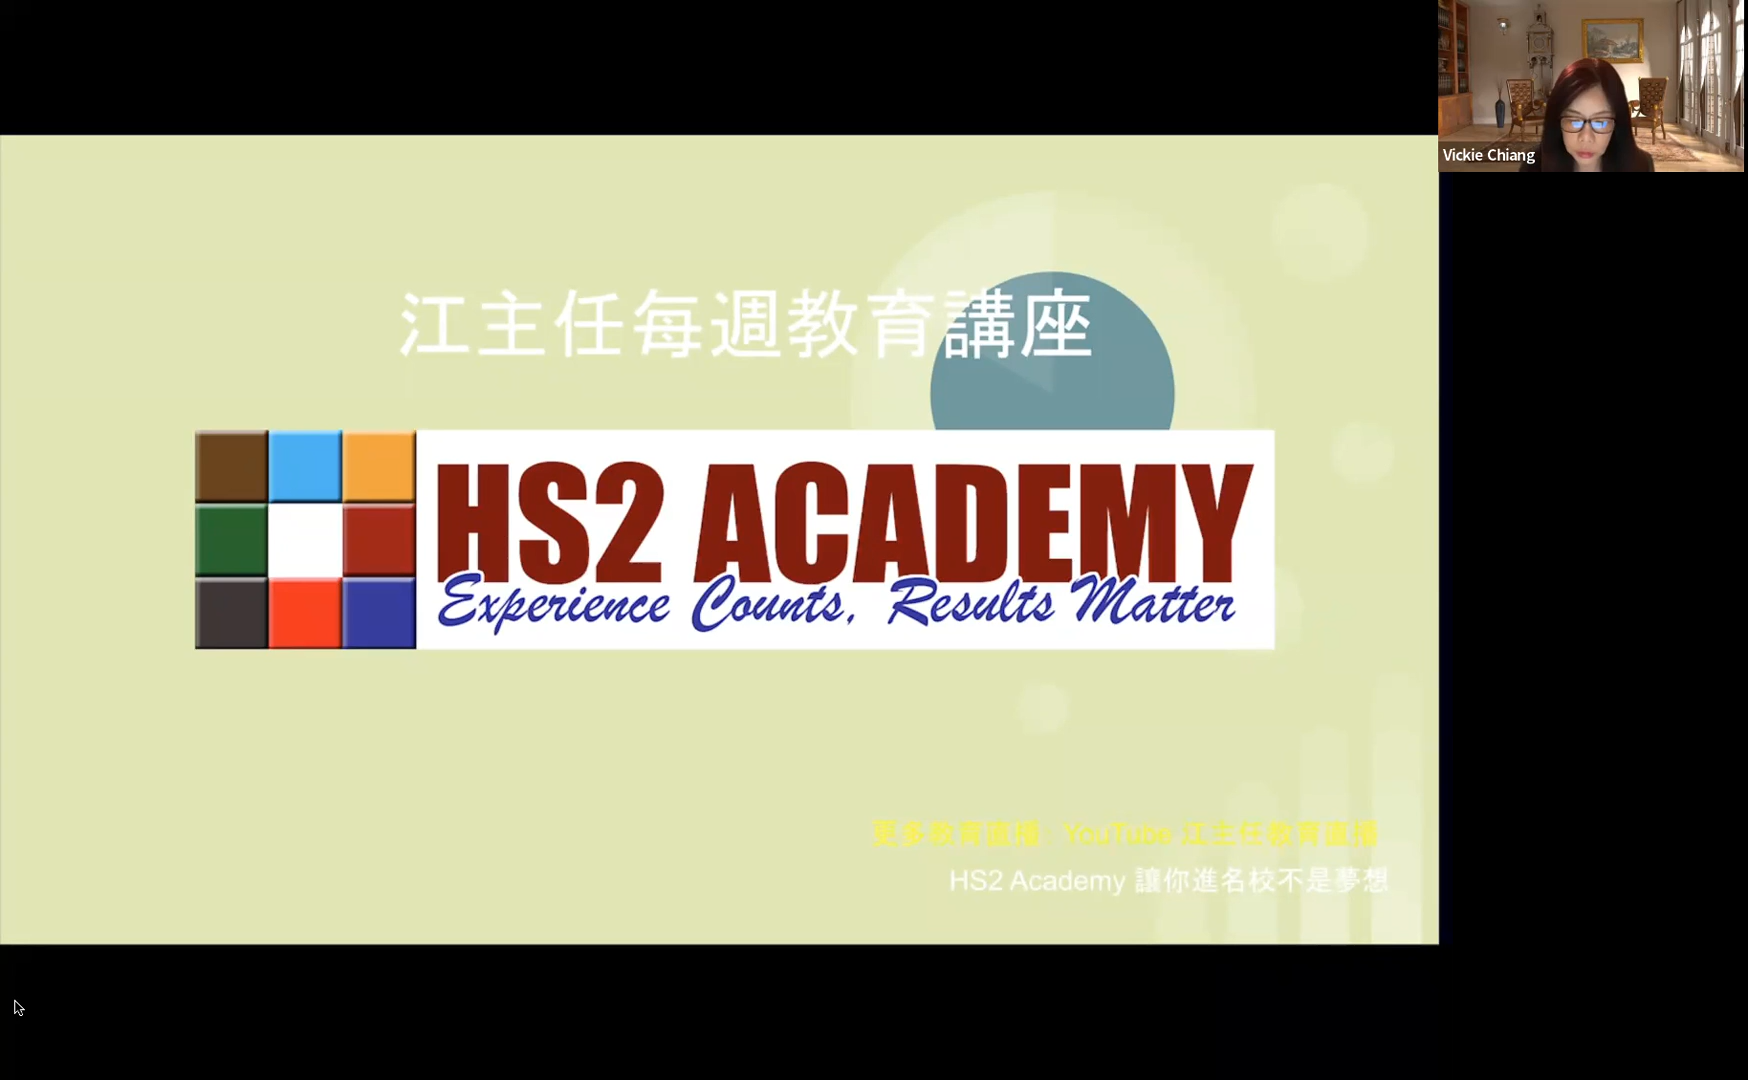 Vickie Chiang
江主任每週教育講座
HS2 ACADEMY
Experience Counts, Results Matter
更多教育直播 YouTube 江主任教育直播
HS2 Academy 讓你進名校不是夢想